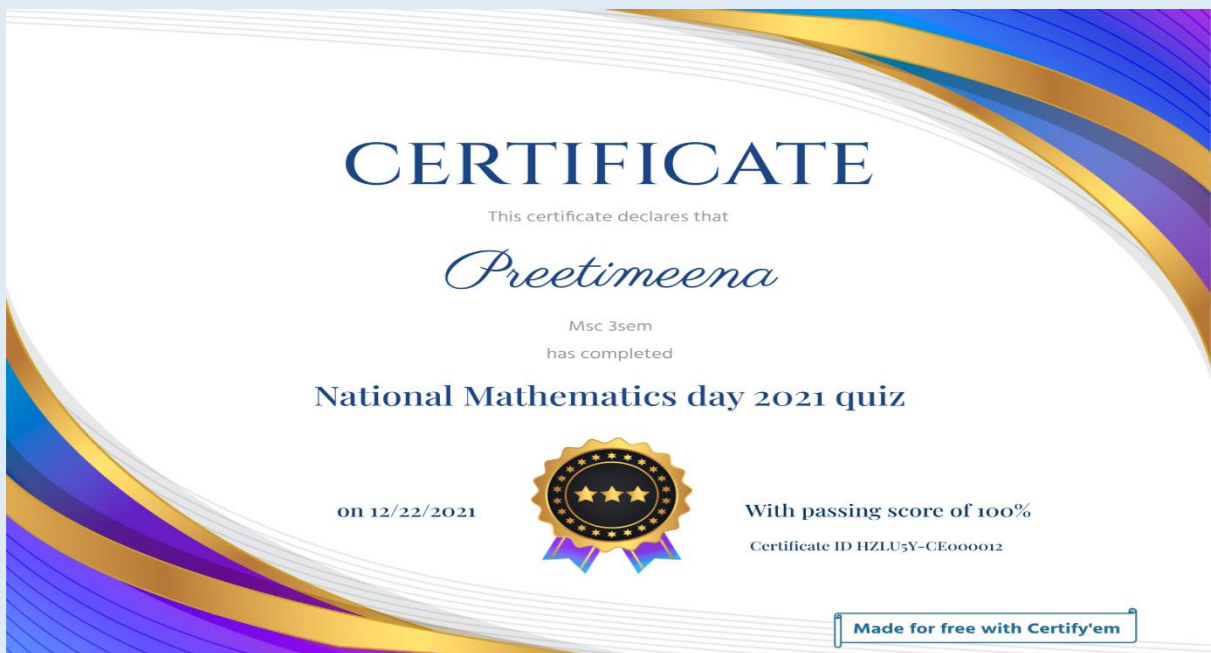 CERTIFICATE
This certificate declares that
Preetimeena
Msc 3sem
has completed
National Mathematics day 2021 quiz
on 12/22/2021
With passing score of 100%
Certificate ID HZLU5Y-CE000012
Made for free with Certify'em